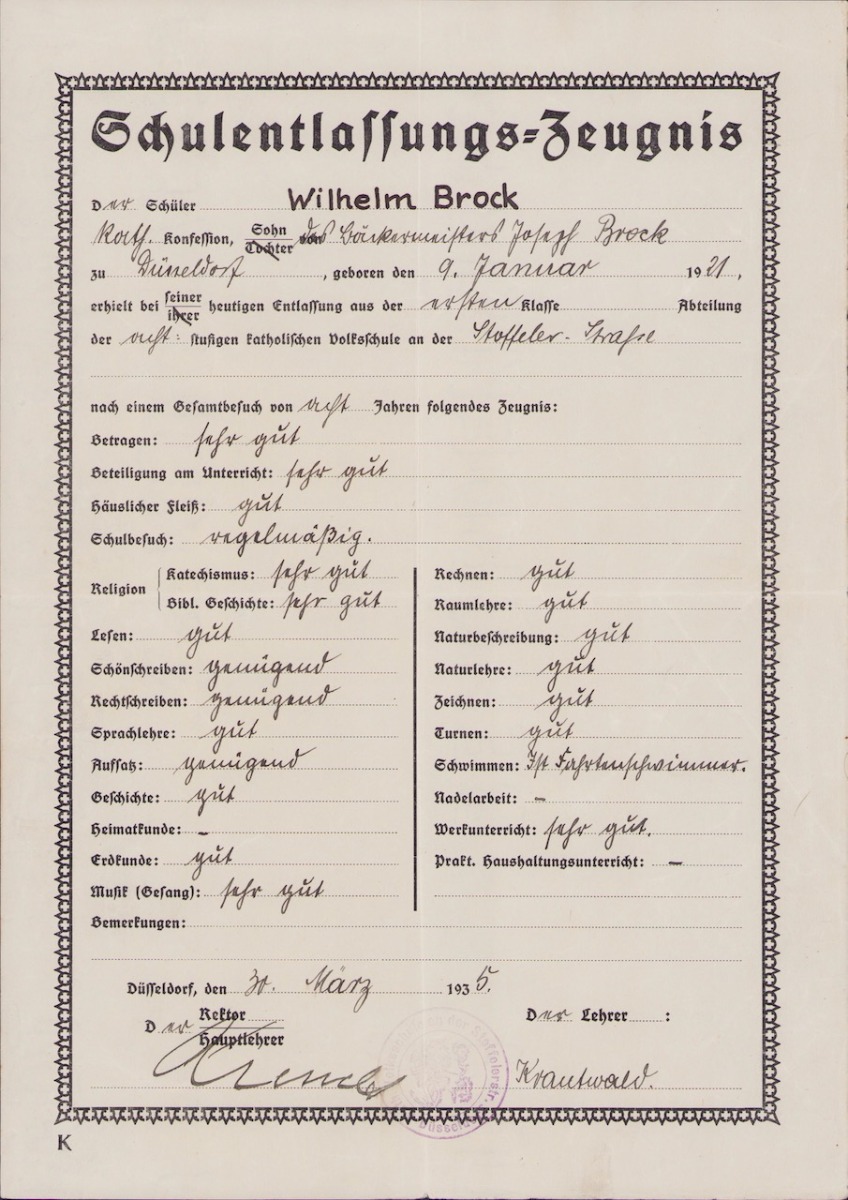 Schulentlassungs-Zeugnis
Der Schüler Wilhelm Brock
Kath. Konfession, Sohn Tochter von des Bäckermeisters Joseph Brock
zu Düsseldorf, geboren den 9. Januar 1921,
erhielt bei seiner ihrer heutigen Entlassung aus der ersten Klasse Abteilung
der acht: stufigen katholischen Volksschule an der Stoffeler-Straße
nach einem Gesamtbesuch von acht Jahren folgendes Zeugnis:
Betragen: sehr gut
Beteiligung am Unterricht: sehr gut
Häuslicher Fleiß: gut
Schulbesuch: regelmäßig.
Religion
Katechismus: sehr gut
Bibl. Geschichte: sehr gut
Lesen: gut
Schönschreiben: genügend
Rechtschreiben: genügend
Sprachlehre: gut
Aufsatz: genügend
Geschichte: gut
Heimatkunde: -
Erdkunde: gut
Musik (Gesang): sehr gut
Rechnen: gut
Raumlehre: gut
Naturbeschreibung: gut
Naturlehre: gut
Zeichnen: gut
Turnen: gut
Schwimmen: Ist Fahrtenschwimmer.
Nadelarbeit: -
Werkunterricht: sehr gut.
Prakt. Haushaltungsunterricht: -
Bemerkungen:
Düsseldorf, den 30. März 1935.
Der Rektor Hauptlehrer
Der Lehrer:
Krantwald.
K